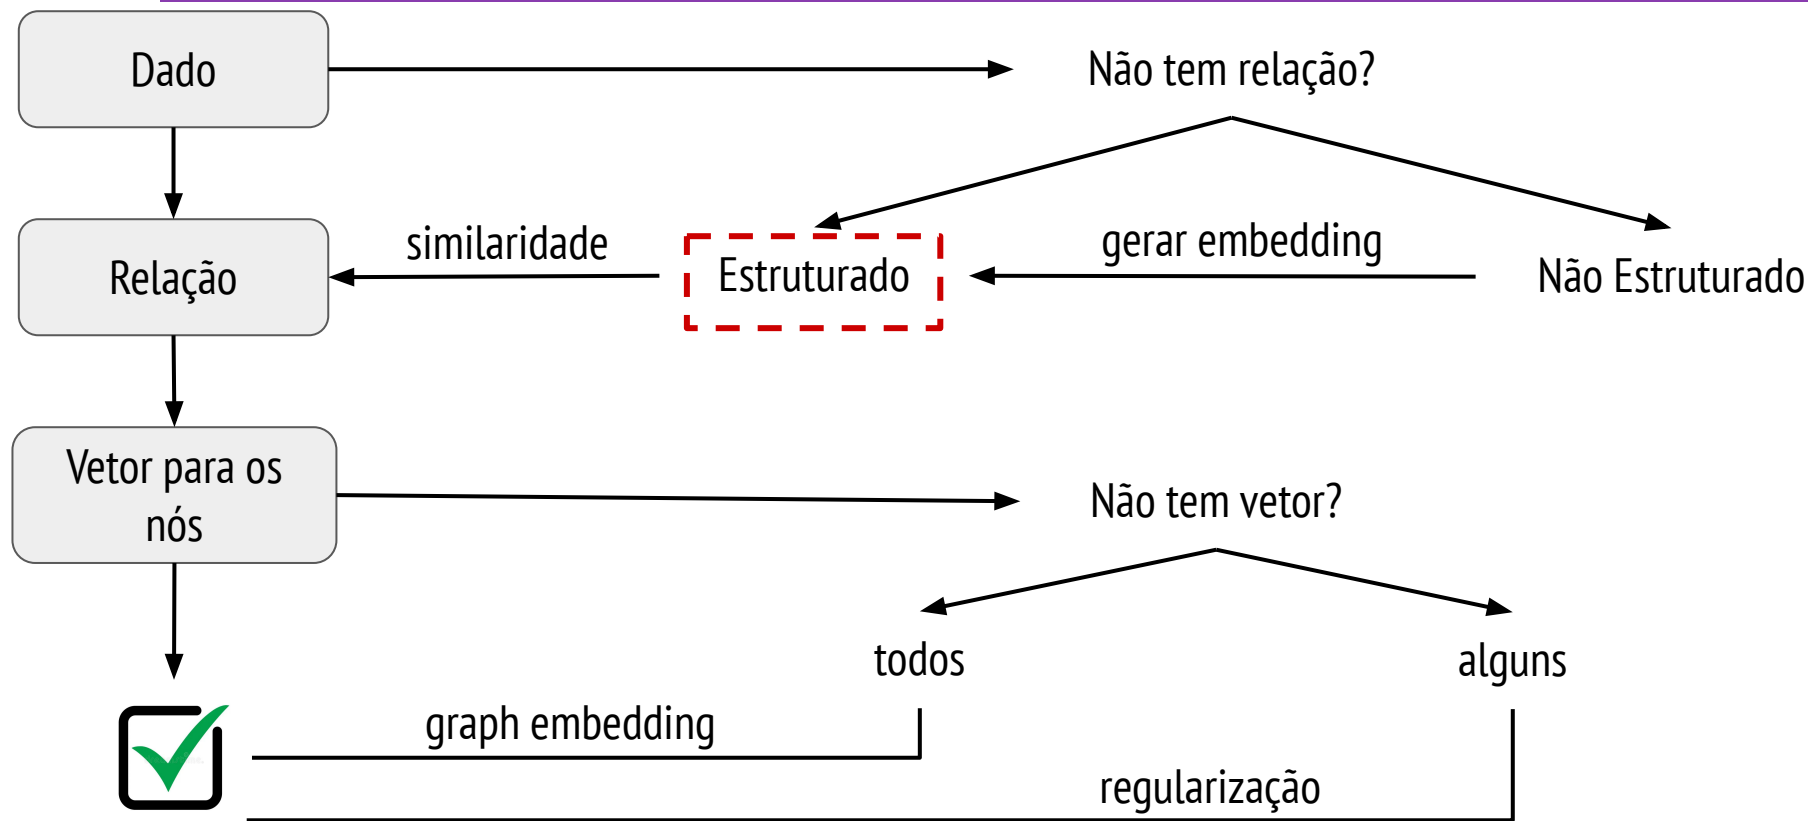 Dado
Não tem relação?
similaridade
gerar embedding
Relação
Estruturado
Não Estruturado
Vetor para os
nós
Não tem vetor?
todos
alguns
graph embedding
regularização